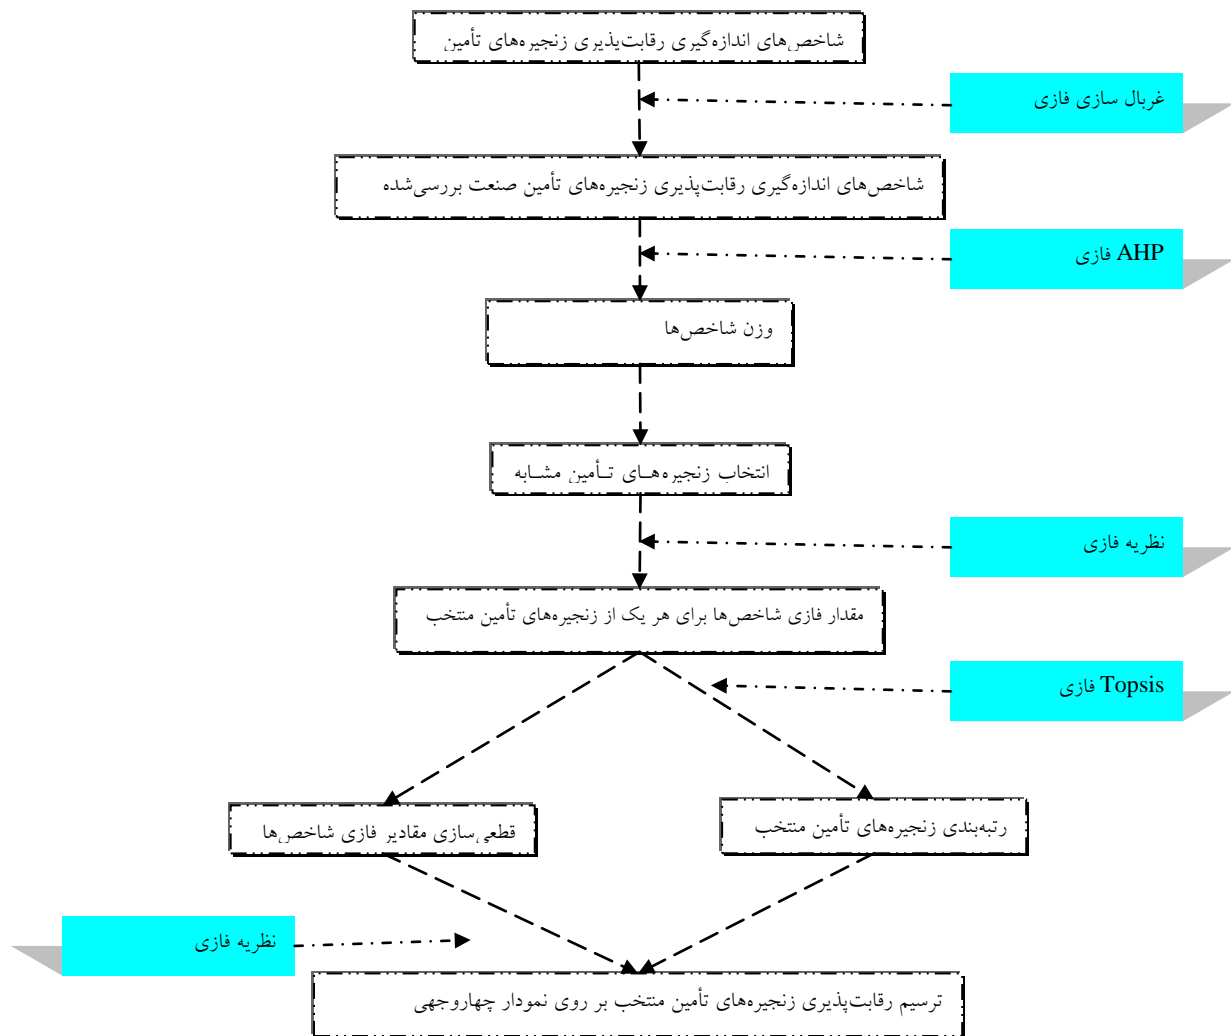 شاخص‌های اندازه‌گیری رقابت‌پذیری زنجیره‌های تأمین
غربال سازی فازی
شاخص‌های اندازه‌گیری رقابت‌پذیری زنجیره‌های تأمین صنعت بررسی‌شده
AHP فازی
وزن شاخص‌ها
انتخاب زنجیره‌های تأمین مشابه
نظریه فازی
مقدار فازی شاخص‌ها برای هر یک از زنجیره‌های تأمین منتخب
Topsis فازی
رتبه‌بندی زنجیره‌های تأمین منتخب
قطعی‌سازی مقادیر فازی شاخص‌ها
نظریه فازی
ترسیم رقابت‌پذیری زنجیره‌های تأمین منتخب بر روی نمودار چهاروجهی